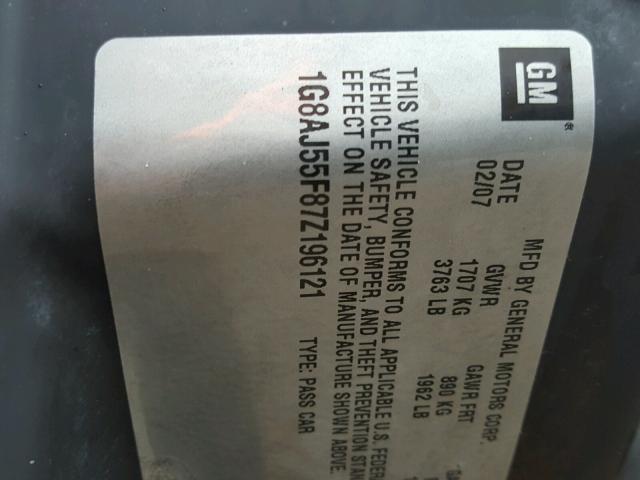 GM®
MFD BY GENERAL MOTORS CORP.
DATE GVWR GAWR FRT
02/07 1707 KG 890 KG
3763 LB 1962 LB
THIS VEHICLE CONFORMS TO ALL APPLICABLE U.S. FEDER
VEHICLE SAFETY, BUMPER, AND THEFT PREVENTION STAN
EFFECT ON THE DATE OF MANUFACTURE SHOWN ABOVE.
1G8AJ55F87Z196121 TYPE: PASS CAR